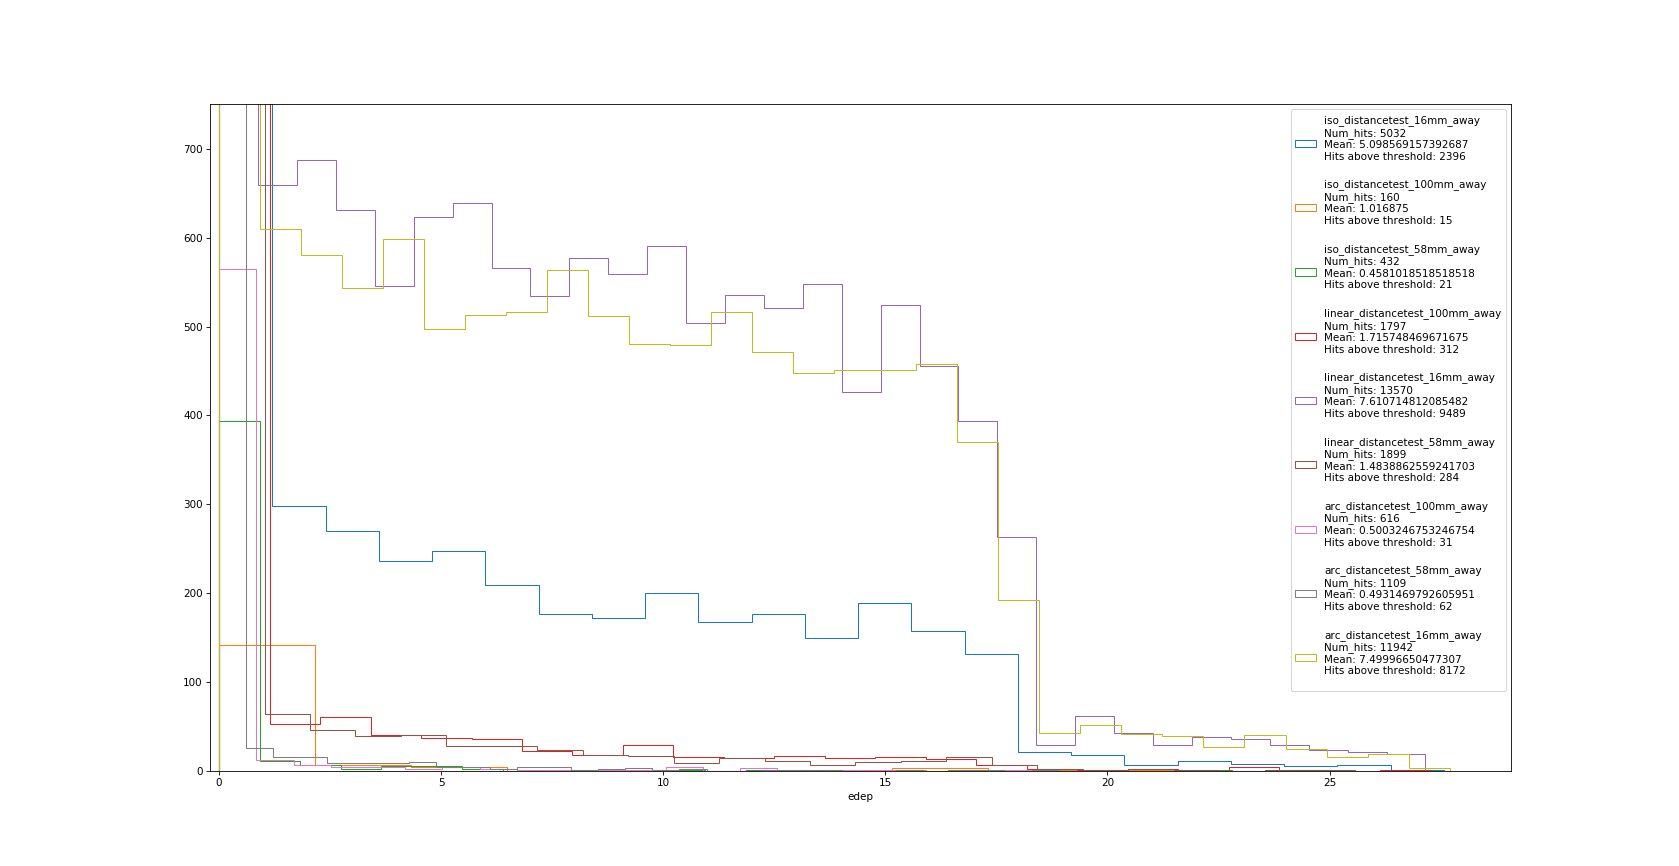 700
600
500
400
300
200
100
0
0 5 10 15 20 25
edep
iso_distancetest_16mm_away
Num_hits: 5032
Mean: 5.098569157392687
Hits above threshold: 2396
iso_distancetest_100mm_away
Num_hits: 160
Mean: 1.016875
Hits above threshold: 15
iso_distancetest_58mm_away
Num_hits: 432
Mean: 0.4581018518518518
Hits above threshold: 21
linear_distancetest_100mm_away
Num_hits: 1797
Mean: 1.715748469671675
Hits above threshold: 312
linear_distancetest_16mm_away
Num_hits: 13570
Mean: 7.610714812085482
Hits above threshold: 9489
linear_distancetest_58mm_away
Num_hits: 1899
Mean: 1.4838862559241703
Hits above threshold: 284
arc_distancetest_100mm_away
Num_hits: 616
Mean: 0.5003246753246754
Hits above threshold: 31
arc_distancetest_58mm_away
Num_hits: 1109
Mean: 0.4931469792605951
Hits above threshold: 62
arc_distancetest_16mm_away
Num_hits: 11942
Mean: 7.49996650477307
Hits above threshold: 8172